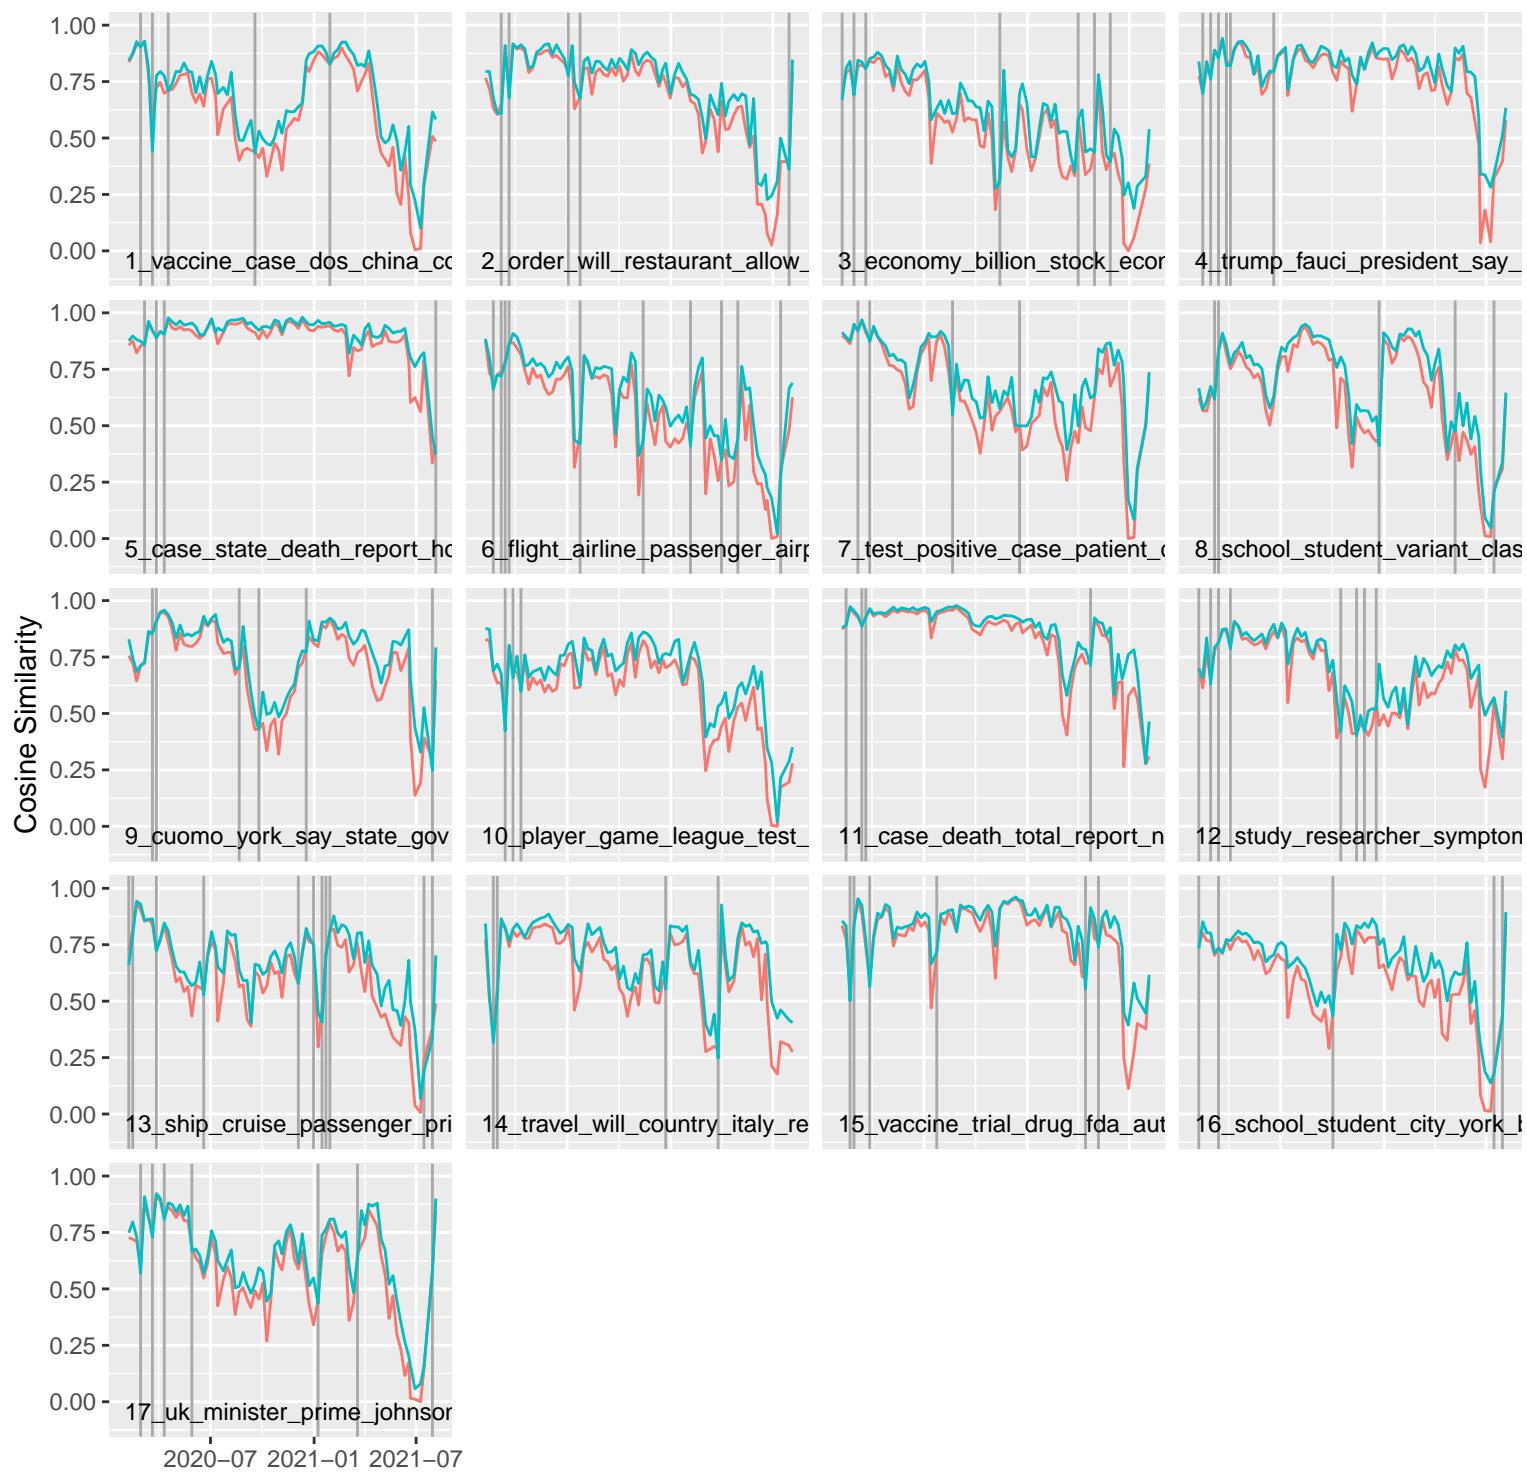 1.00
0.75
0.50
0.25
0.00
1_vaccine_case_dos_china_cc
2_order_will_restaurant_allow_
3_economy_billion_stock_ecor
4_trump_fauci_president_say_
1.00
0.75
0.50
0.25
0.00
5_case_state_death_report_hc
6_flight_airline_passenger_airp
7_test_positive_case_patient_c
8_school_student_variant_clas
Cosine Similarity
1.00
0.75
0.50
0.25
0.00
9_cuomo_york_say_state_gov
10_player_game_league_test_
11_case_death_total_report_n
12_study_researcher_symptom
1.00
0.75
0.50
0.25
0.00
13_ship_cruise_passenger_pri
14_travel_will_country_italy_re
15_vaccine_trial_drug_fda_aut
16_school_student_city_york_b
1.00
0.75
0.50
0.25
0.00
17_uk_minister_prime_johnson
2020−07 2021−01 2021−07